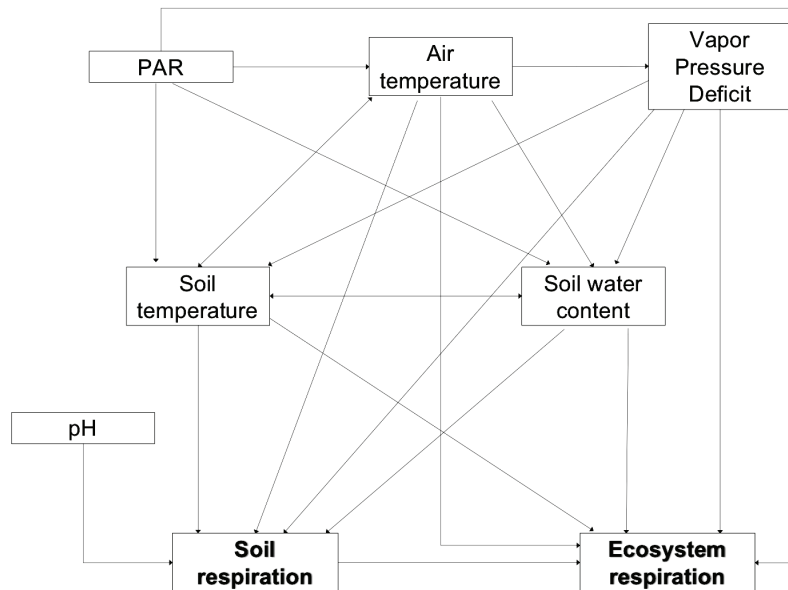 PAR
Air
temperature
Vapor
Pressure
Deficit
Soil
temperature
Soil water
content
pH
Soil
respiration
Ecosystem
respiration